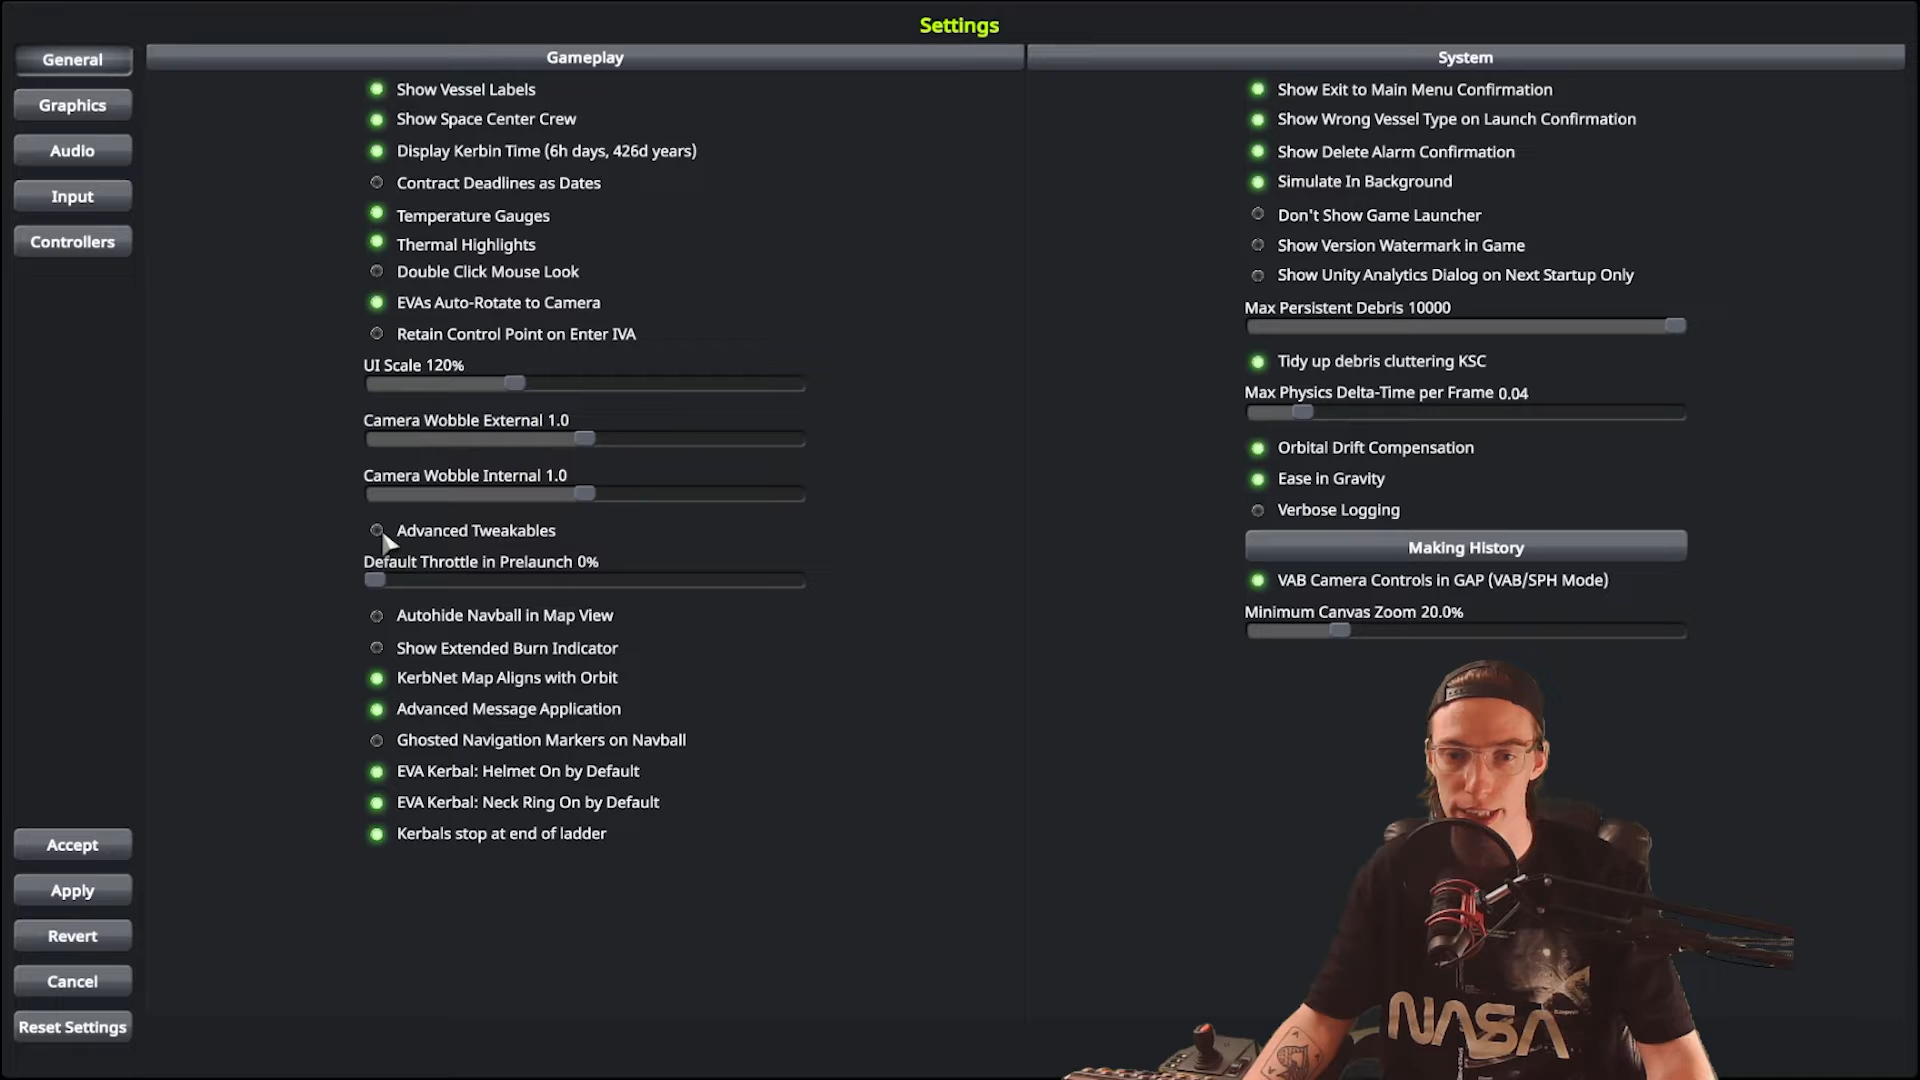 Settings
General
Graphics
Audio
Input
Controllers
Accept
Apply
Revert
Cancel
Reset Settings
Gameplay
Show Vessel Labels
Show Space Center Crew
Display Kerbin Time (6h days, 426d years)
Contract Deadlines as Dates
Temperature Gauges
Thermal Highlights
Double Click Mouse Look
EVAs Auto-Rotate to Camera
Retain Control Point on Enter IVA
UI Scale 120%
Camera Wobble External 1.0
Camera Wobble Internal 1.0
Advanced Tweakables
Default Throttle in Prelaunch 0%
Autohide Navball in Map View
Show Extended Burn Indicator
KerbNet Map Aligns with Orbit
Advanced Message Application
Ghosted Navigation Markers on Navball
EVA Kerbal: Helmet On by Default
EVA Kerbal: Neck Ring On by Default
Kerbals stop at end of ladder
System
Show Exit to Main Menu Confirmation
Show Wrong Vessel Type on Launch Confirmation
Show Delete Alarm Confirmation
Simulate In Background
Don't Show Game Launcher
Show Version Watermark in Game
Show Unity Analytics Dialog on Next Startup Only
Max Persistent Debris 10000
Tidy up debris cluttering KSC
Max Physics Delta-Time per Frame 0.04
Orbital Drift Compensation
Ease in Gravity
Verbose Logging
Making History
VAB Camera Controls in GAP (VAB/SPH Mode)
Minimum Canvas Zoom 20.0%
NASA